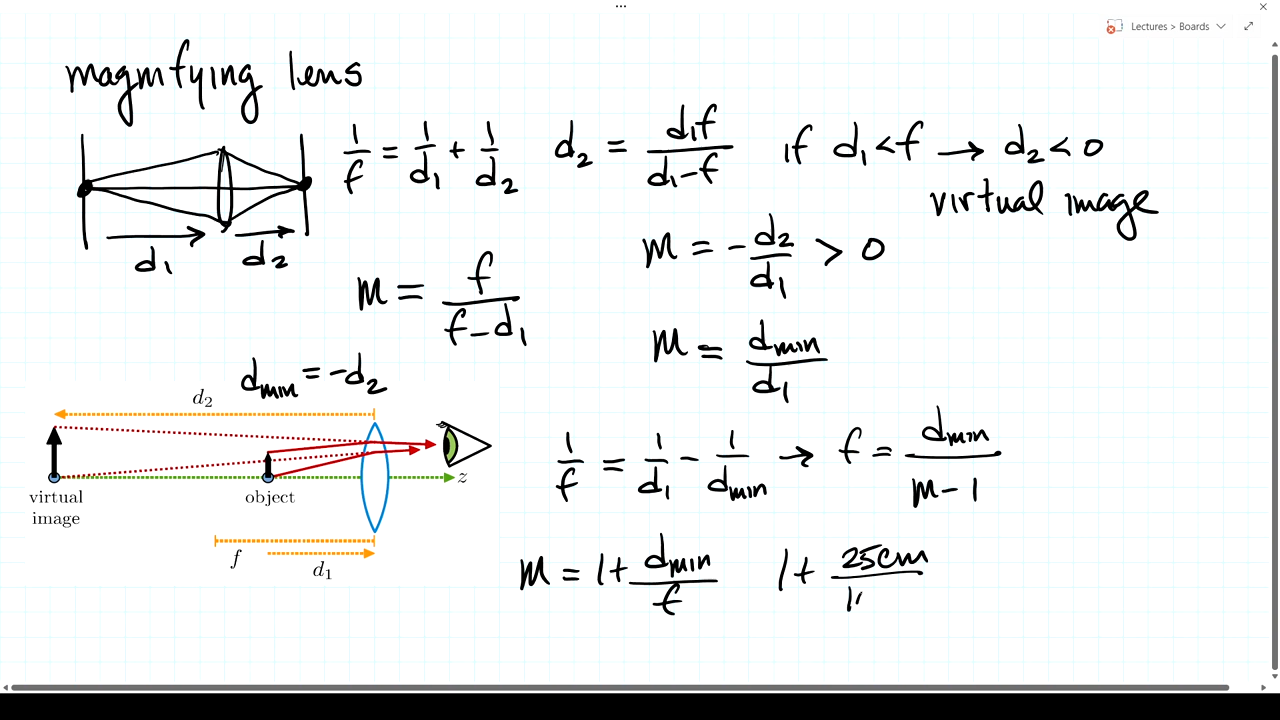 ...
Lectures > Boards
magnifying lens
1/f = 1/d₁ + 1/d₂
d₂ = d₁f/(d₁-f)
if d₁ < f → d₂ < 0
virtual image
d₁
d₂
m = -d₂/d₁ > 0
m = f/(f-d₁)
m = dmin/d₁
dmin = -d₂
d₂
virtual
image
object
z
f
d₁
1/f = 1/d₁ - 1/dmin → f = dmin/(m-1)
m = 1 + dmin/f
1 + 25cm/